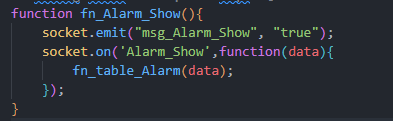 function fn_Alarm_Show(){
    socket.emit("msg_Alarm_Show", "true");
    socket.on('Alarm_Show',function(data){
        fn_table_Alarm(data);
    });
}